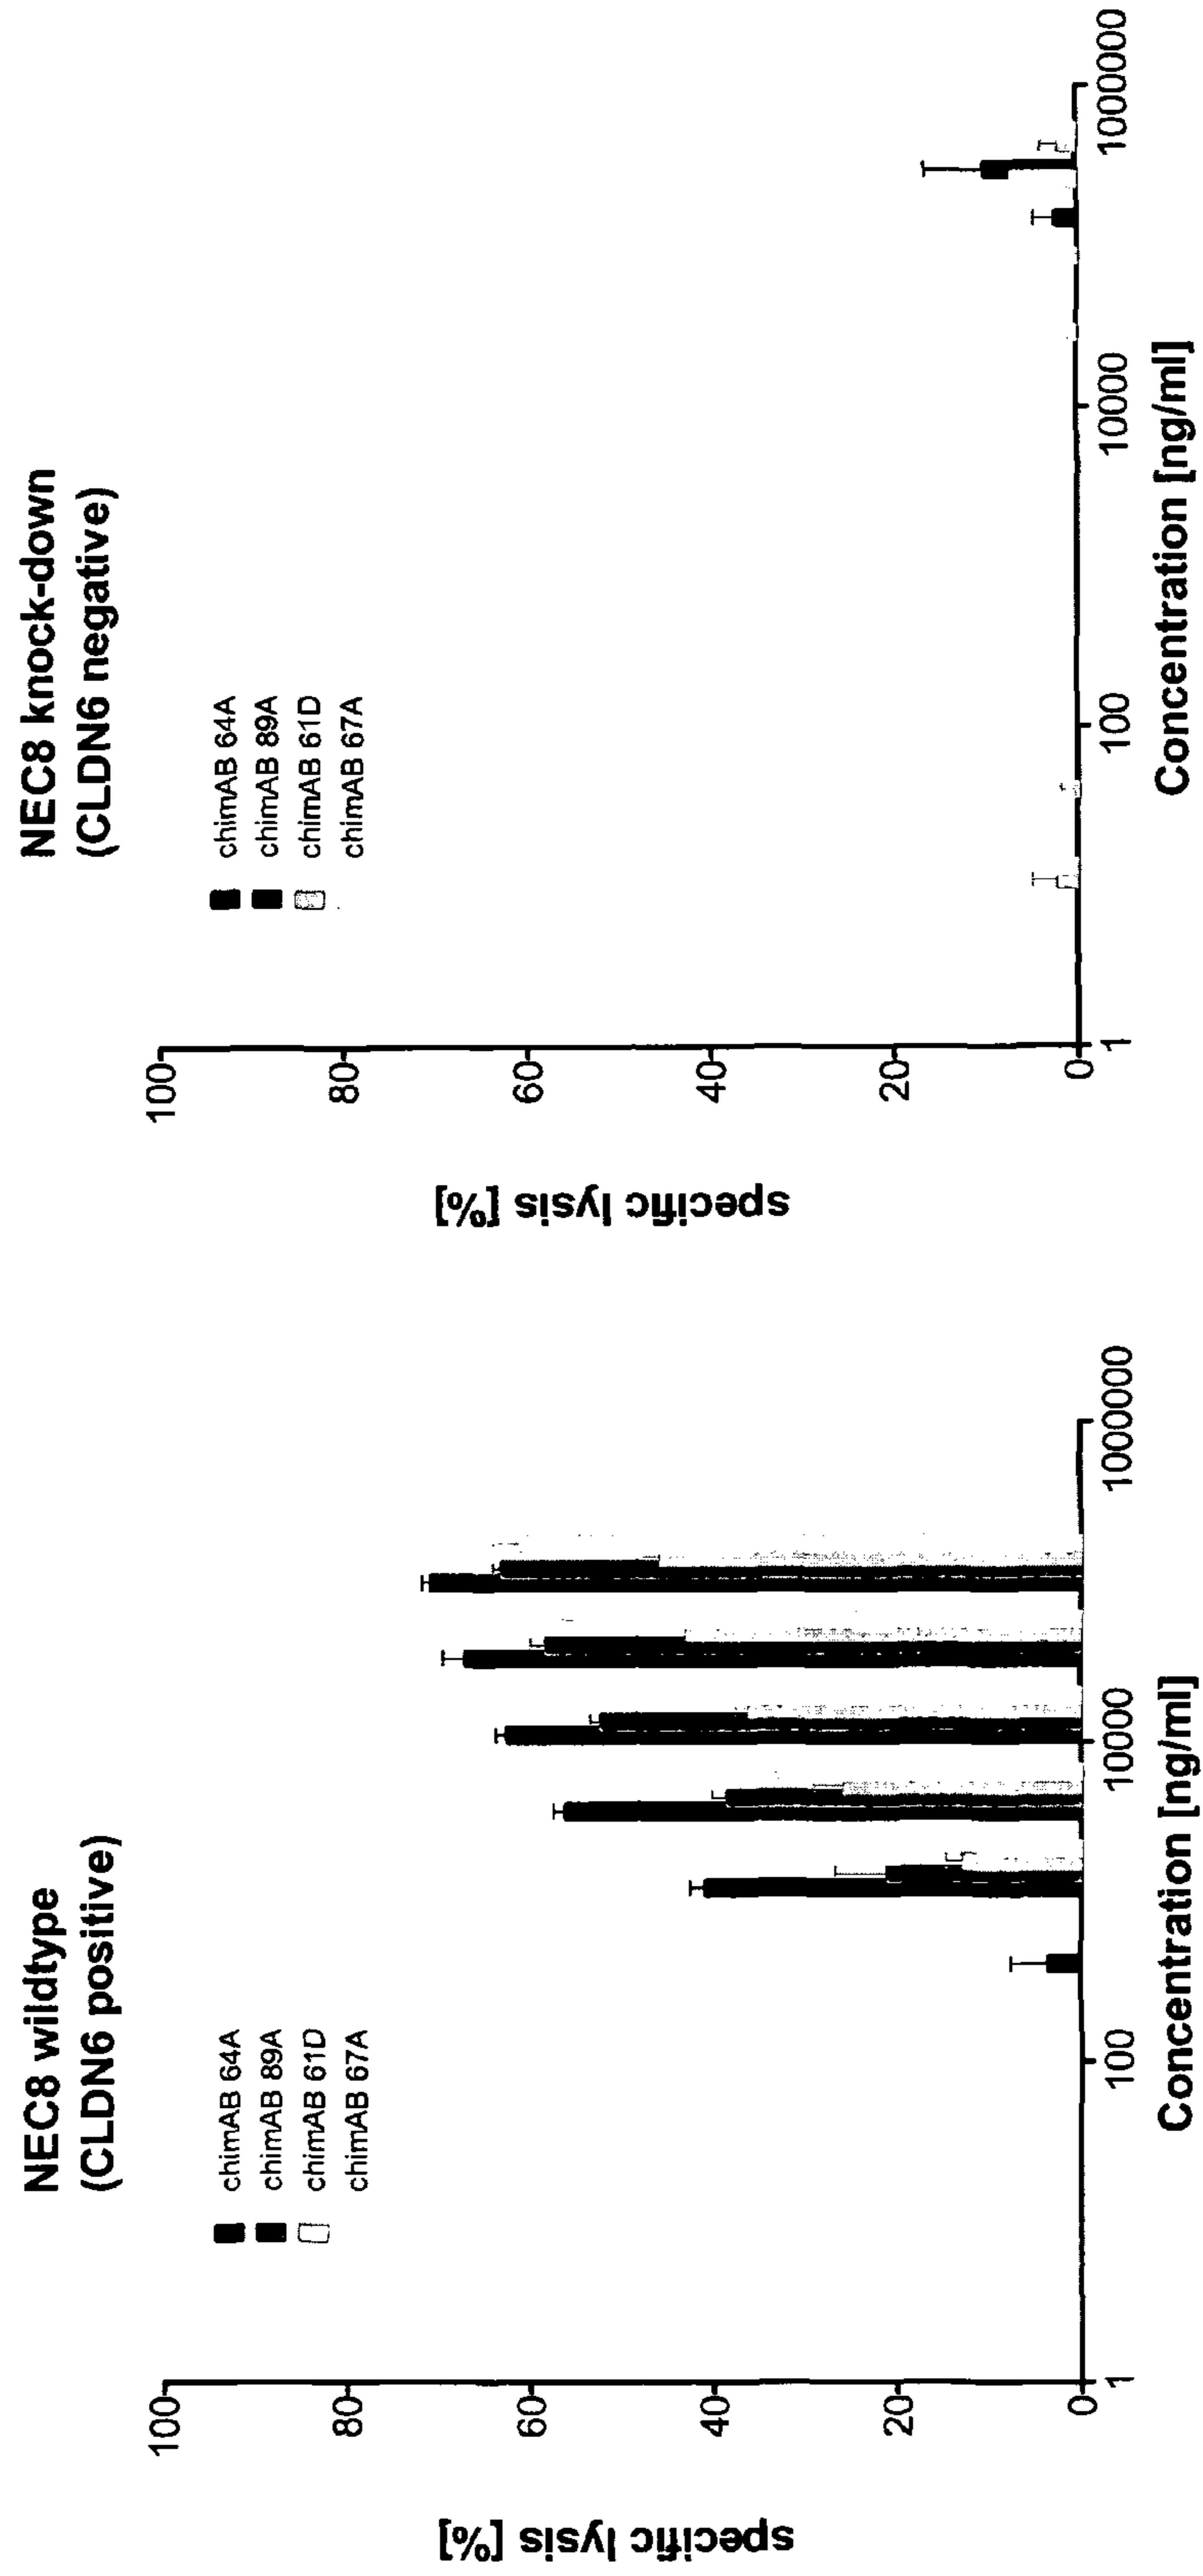 NEC8 wildtype
(CLDN6 positive)
chimAB 64A
chimAB 89A
chimAB 61D
chimAB 67A
specific lysis [%]
100
80
60
40
20
0
1
100
10000
1000000
Concentration [ng/ml]
NEC8 knock-down
(CLDN6 negative)
chimAB 64A
chimAB 89A
chimAB 61D
chimAB 67A
specific lysis [%]
100
80
60
40
20
0
1
100
10000
1000000
Concentration [ng/ml]